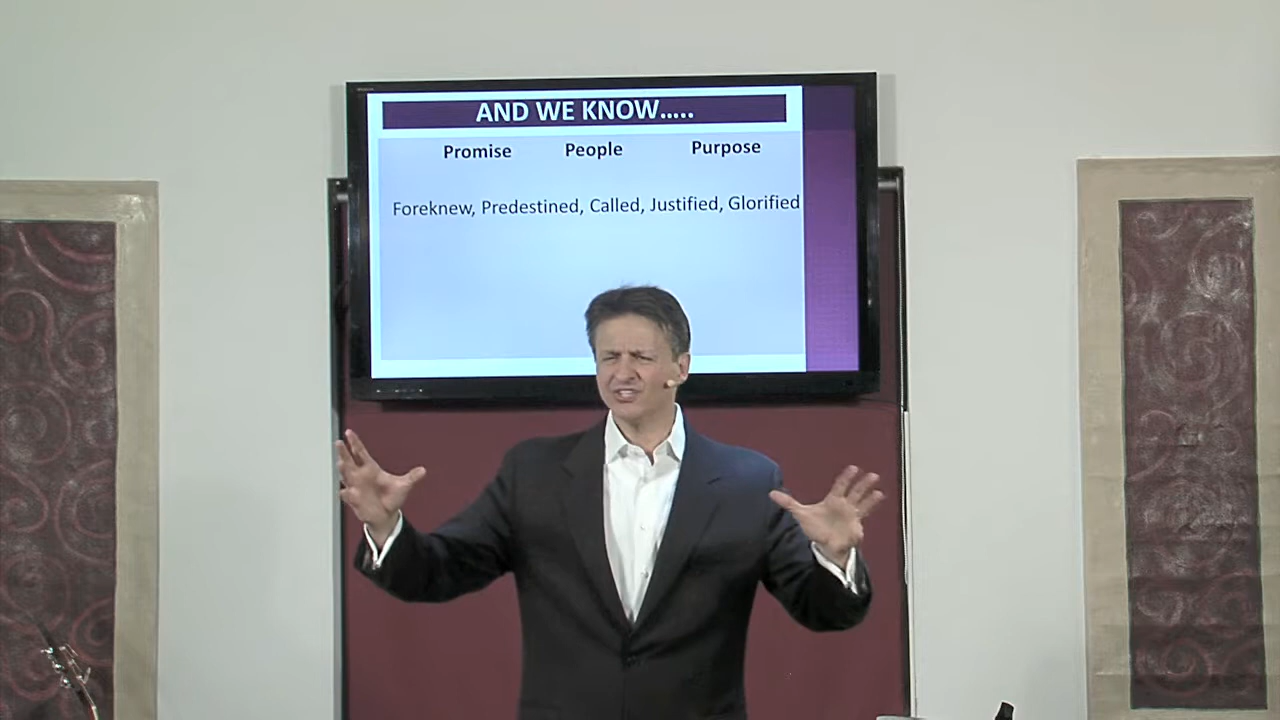 AND WE KNOW.....
Promise People Purpose
Foreknew, Predestined, Called, Justified, Glorified